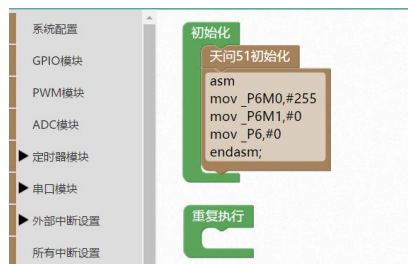 系统配置
GPIO模块
PWM模块
ADC模块
定时器模块
串口模块
外部中断设置
所有中断设置
初始化
天问51初始化
asm
mov _P6M0,#255
mov _P6M1,#0
mov _P6,#0
endasm;
重复执行